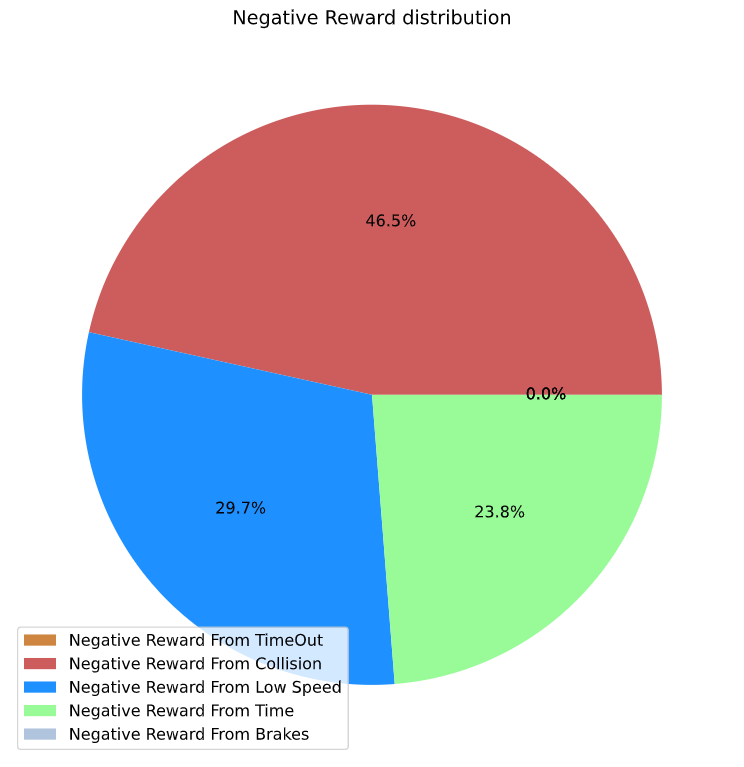 Negative Reward distribution
46.5%
0.0%
29.7%
23.8%
Negative Reward From TimeOut
Negative Reward From Collision
Negative Reward From Low Speed
Negative Reward From Time
Negative Reward From Brakes